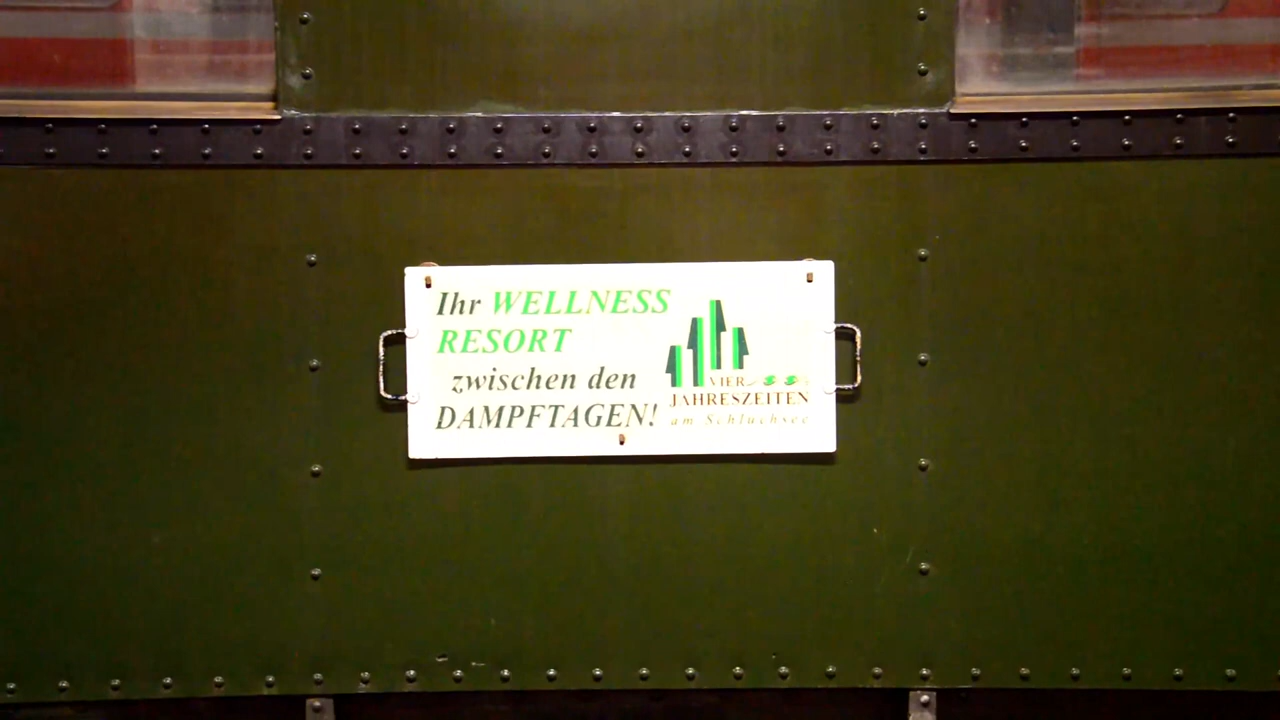 Ihr WELLNESS
RESORT
zwischen den
DAMPFTAGEN!
VIER
JAHRESZEITEN
am Schluchsee